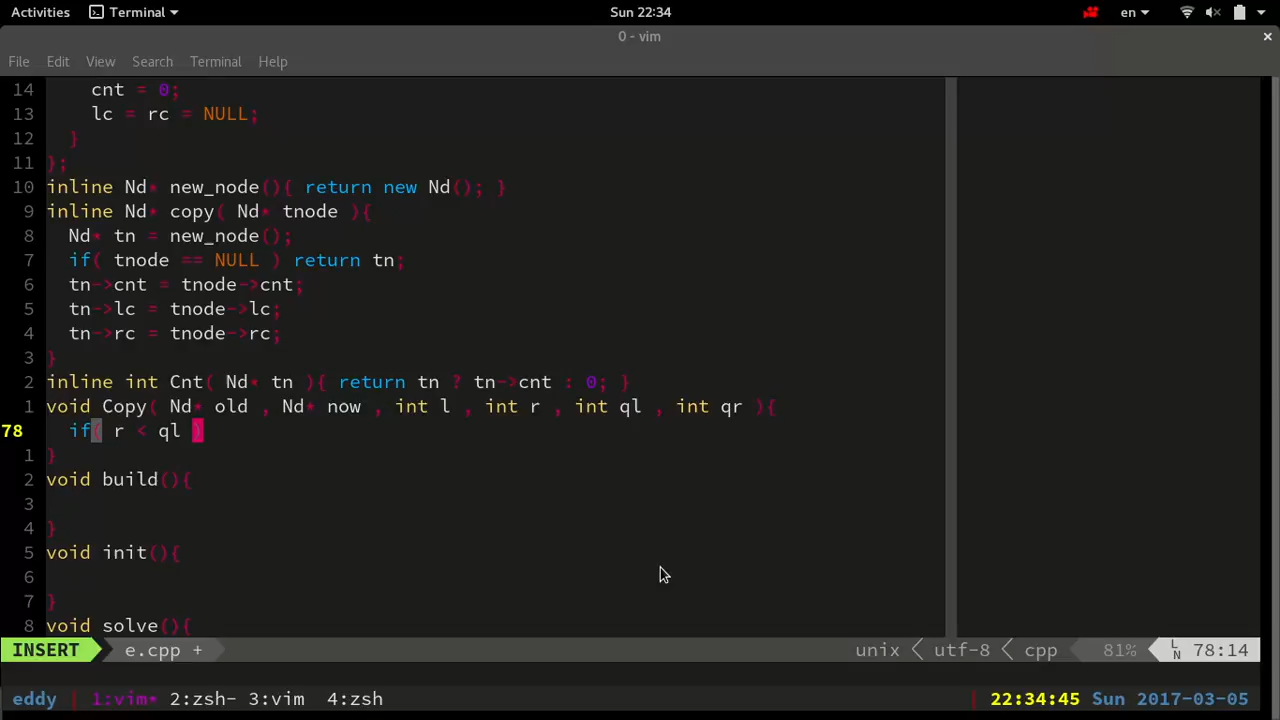 Activities Terminal Sun 22:34 en
0 - vim ×
File Edit View Search Terminal Help
14 cnt = 0;
13 lc = rc = NULL;
12 }
11 };
10 inline Nd* new_node(){ return new Nd(); }
9 inline Nd* copy( Nd* tnode ){
8 Nd* tn = new_node();
7 if( tnode == NULL ) return tn;
6 tn->cnt = tnode->cnt;
5 tn->lc = tnode->lc;
4 tn->rc = tnode->rc;
3 }
2 inline int Cnt( Nd* tn ){ return tn ? tn->cnt : 0; }
1 void Copy( Nd* old , Nd* now , int l , int r , int ql , int qr ){
78 if( r < ql )
1 }
2 void build(){
3
4 }
5 void init(){
6
7 }
8 void solve(){
INSERT e.cpp + unix utf-8 cpp 81% LN 78:14
eddy 1:vim* 2:zsh- 3:vim 4:zsh 22:34:45 Sun 2017-03-05